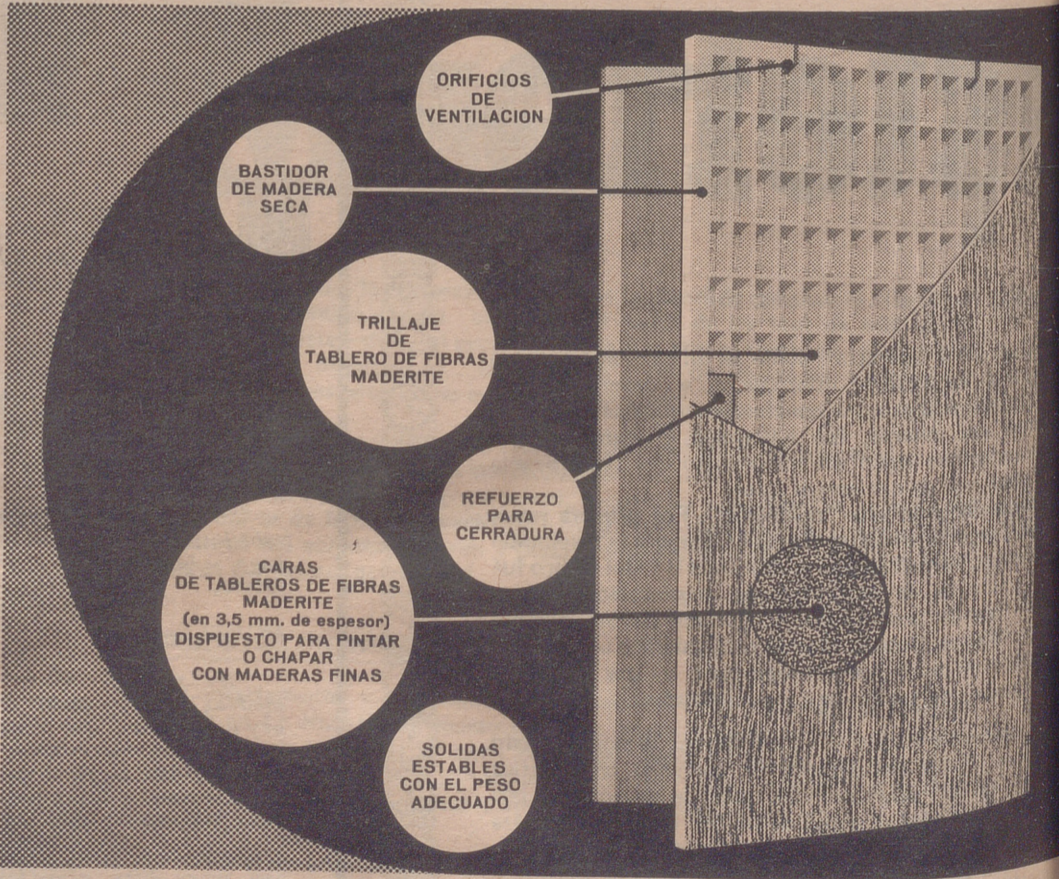 ORIFICIOS
DE
VENTILACION
BASTIDOR
DE MADERA
SECA
TRILLAJE
DE
TABLERO DE FIBRAS
MADERITE
REFUERZO
PARA
CERRADURA
CARAS
DE TABLEROS DE FIBRAS
MADERITE
(en 3,5 mm. de espesor)
DISPUESTO PARA PINTAR
O CHAPAR
CON MADERAS FINAS
SOLIDAS
ESTABLES
CON EL PESO
ADECUADO